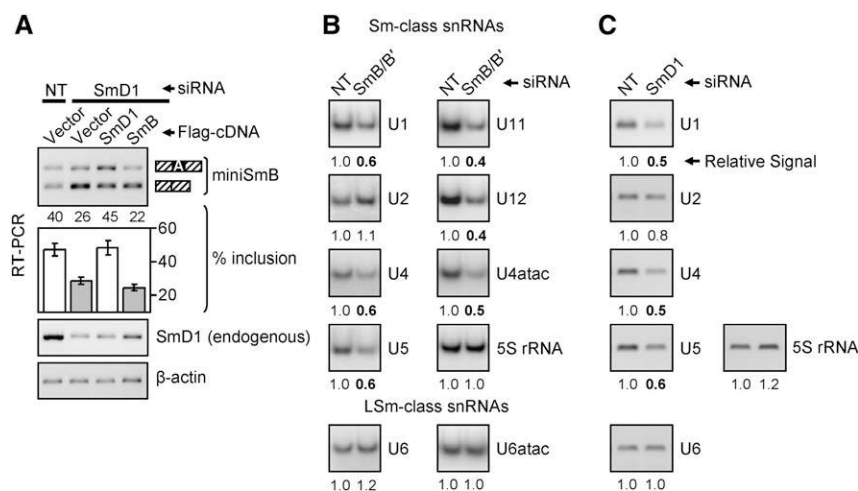 A
NT SmD1 siRNA
Vector Vector SmD1 SmB Flag-cDNA
A miniSmB
40 26 45 22
RT-PCR
60
40
20
% inclusion
SmD1 (endogenous)
β-actin
B
Sm-class snRNAs
NT SmB/B′ NT SmB/B′ siRNA
U1 U11
1.0 0.6 1.0 0.4
U2 U12
1.0 1.1 1.0 0.4
U4 U4atac
1.0 0.6 1.0 0.5
U5 5S rRNA
1.0 0.6 1.0 1.0
LSm-class snRNAs
U6 U6atac
1.0 1.2 1.0 1.0
C
NT SmD1 siRNA
U1
1.0 0.5 Relative Signal
U2
1.0 0.8
U4
1.0 0.5
U5 5S rRNA
1.0 0.6 1.0 1.2
U6
1.0 1.0